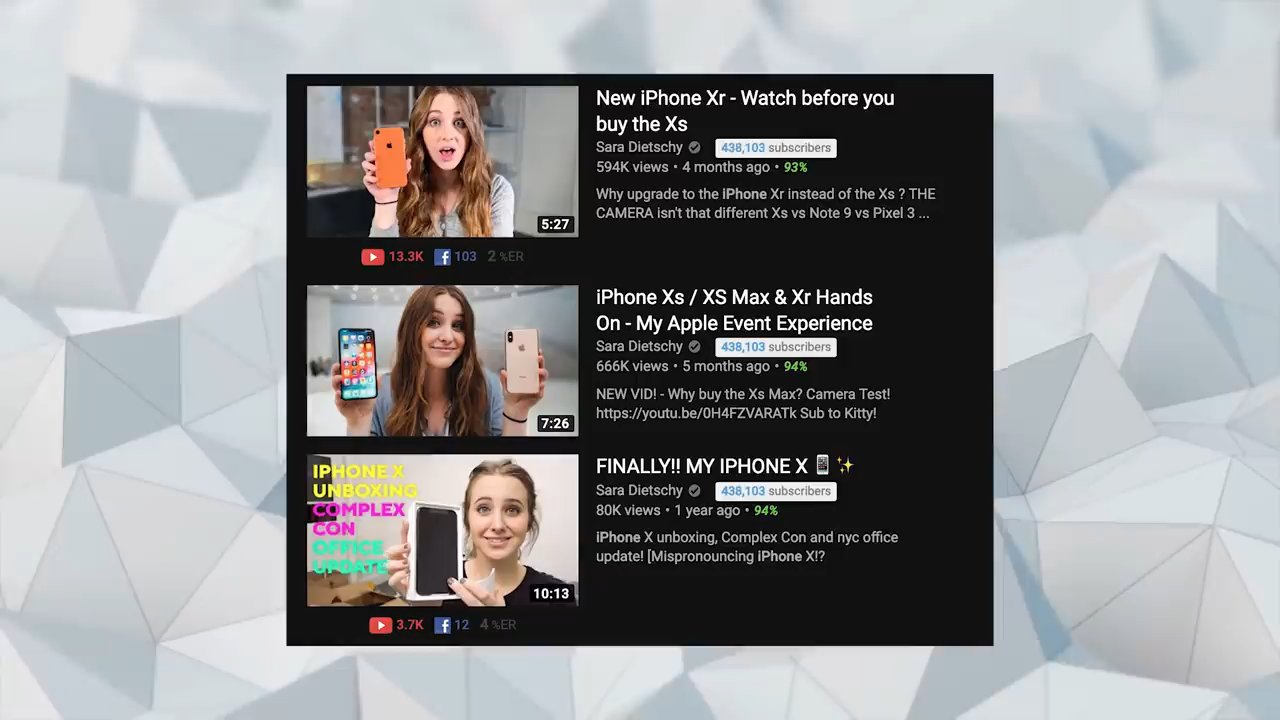 New iPhone Xr - Watch before you
buy the Xs
Sara Dietschy 438,103 subscribers
594K views • 4 months ago • 93%
Why upgrade to the iPhone Xr instead of the Xs ? THE
CAMERA isn't that different Xs vs Note 9 vs Pixel 3 ...
5:27
13.3K 103 2 %ER
iPhone Xs / XS Max & Xr Hands
On - My Apple Event Experience
Sara Dietschy 438,103 subscribers
666K views • 5 months ago • 94%
NEW VID! - Why buy the Xs Max? Camera Test!
https://youtu.be/0H4FZVARATk Sub to Kitty!
7:26
IPHONE X
UNBOXING
COMPLEX
CON
OFFICE
UPDATE
10:13
FINALLY!! MY IPHONE X 📱✨
Sara Dietschy 438,103 subscribers
80K views • 1 year ago • 94%
iPhone X unboxing, Complex Con and nyc office
update! [Mispronouncing iPhone X!?
3.7K 12 4 %ER